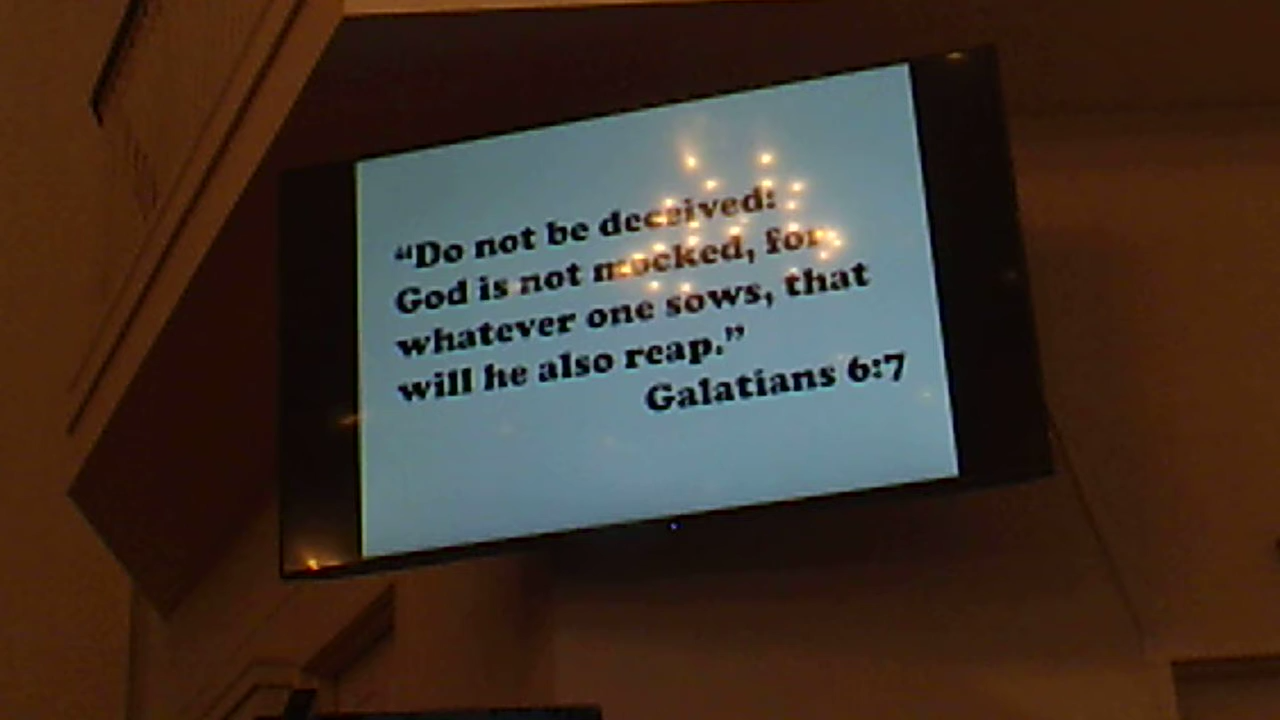 “Do not be deceived:
God is not mocked, for
whatever one sows, that
will he also reap.”
Galatians 6:7